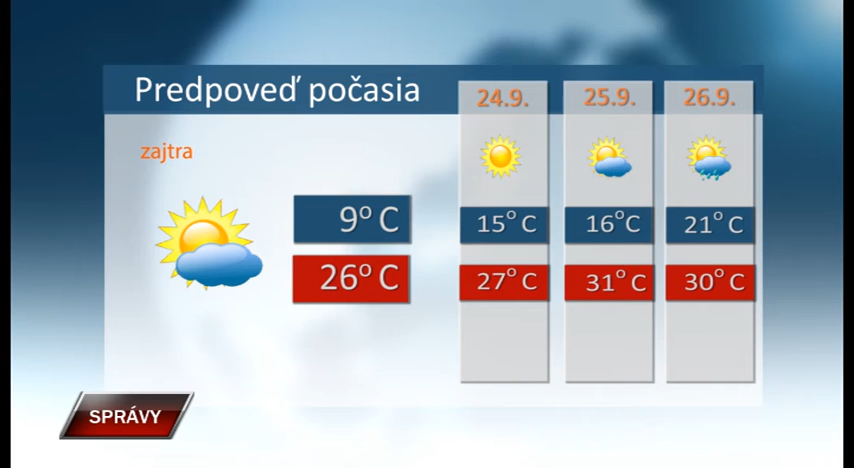 Predpoveď počasia
zajtra
9° C
26° C
24.9. 25.9. 26.9.
15° C 16°C 21° C
27° C 31° C 30° C
SPRÁVY